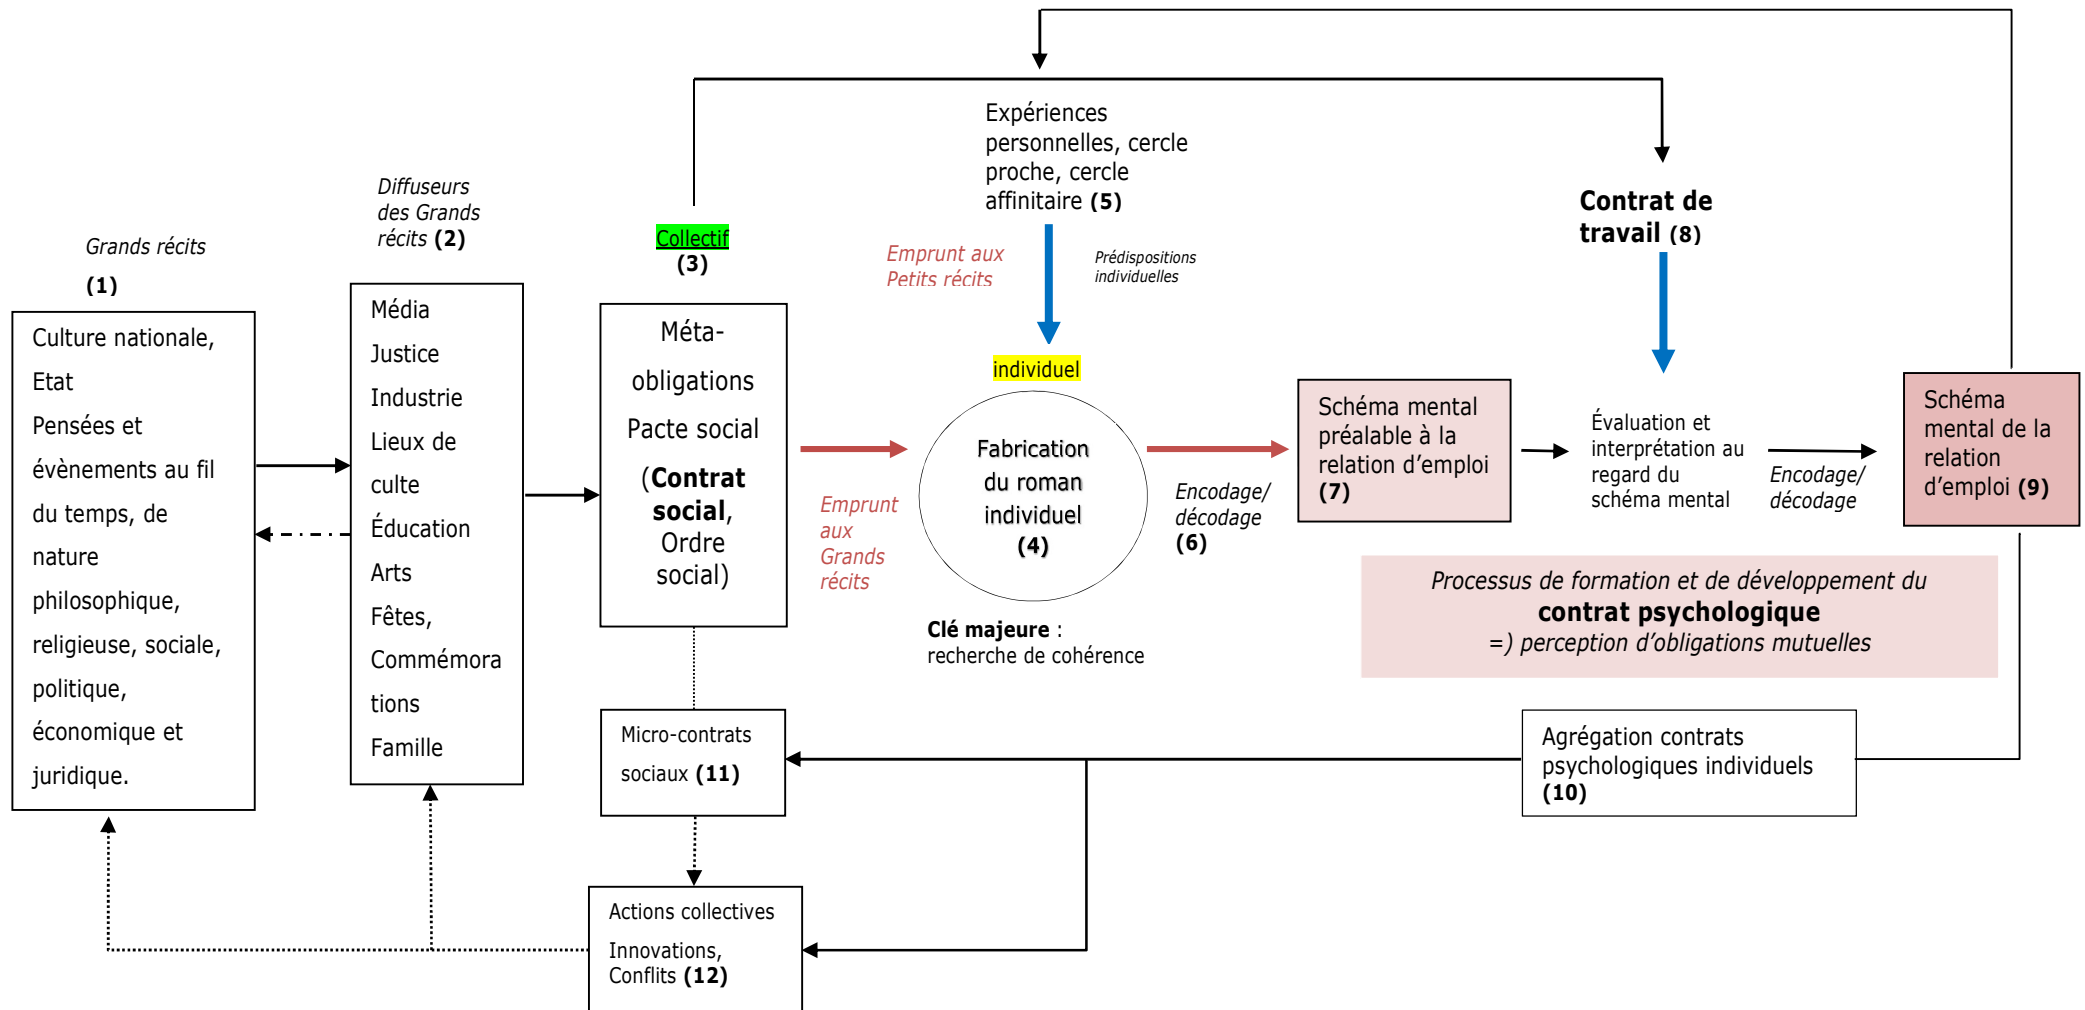 Grands récits
(1)
Culture nationale,
Etat
Pensées et
évènements au fil
du temps, de
nature
philosophique,
religieuse, sociale,
politique,
économique et
juridique.
Diffuseurs
des Grands
récits (2)
Média
Justice
Industrie
Lieux de
culte
Éducation
Arts
Fêtes,
Commémora
tions
Famille
Collectif
(3)
Méta-
obligations
Pacte social
(Contrat
social,
Ordre
social)
Micro-contrats
sociaux (11)
Actions collectives
Innovations,
Conflits (12)
Emprunt
aux
Grands
récits
Expériences
personnelles, cercle
proche, cercle
affinitaire (5)
Emprunt aux
Petits récits
Prédispositions
individuelles
individuel
Fabrication
du roman
individuel
(4)
Clé majeure :
recherche de cohérence
Encodage/
décodage
(6)
Schéma mental
préalable à la
relation d’emploi
(7)
Contrat de
travail (8)
Évaluation et
interprétation au
regard du
schéma mental
Encodage/
décodage
Schéma
mental de la
relation
d’emploi (9)
Processus de formation et de développement du
contrat psychologique
=) perception d’obligations mutuelles
Agrégation contrats
psychologiques individuels
(10)